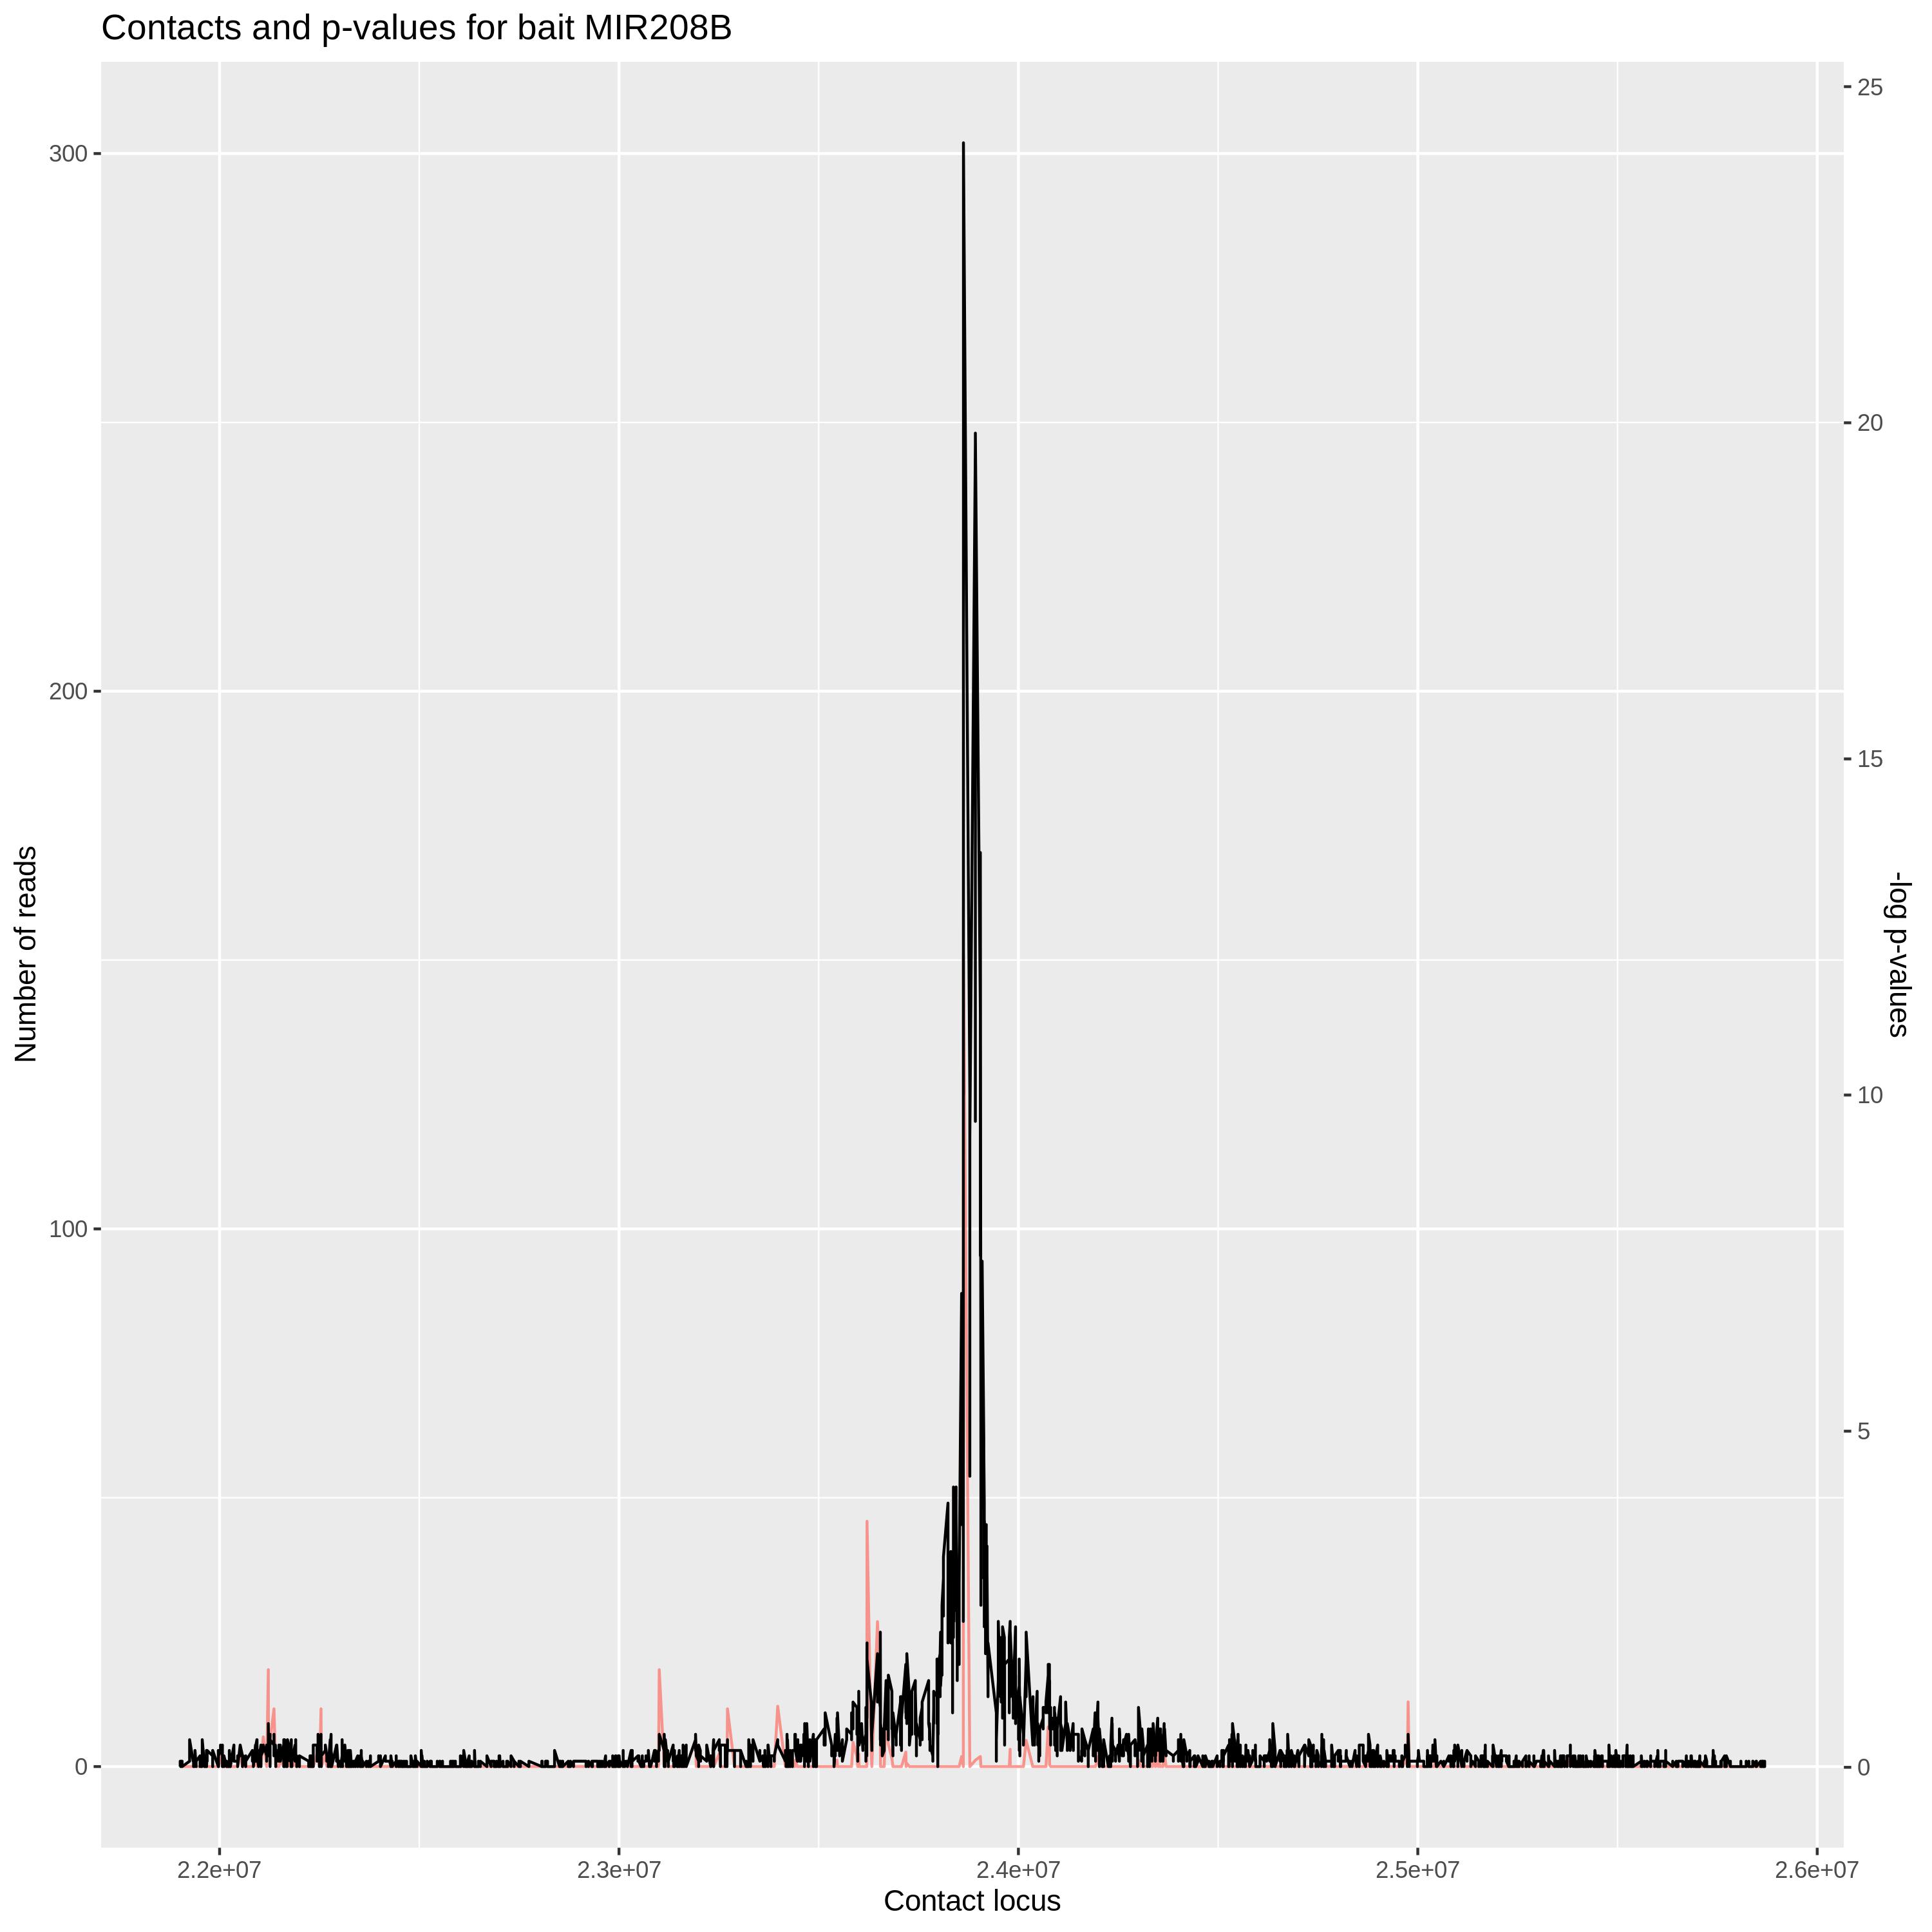 Contacts and p-values for bait MIR208B
25
300
20
200
15
Number of reads
-log p-values
10
100
5
0
0
2.2e+07
2.3e+07
2.4e+07
2.5e+07
2.6e+07
Contact locus